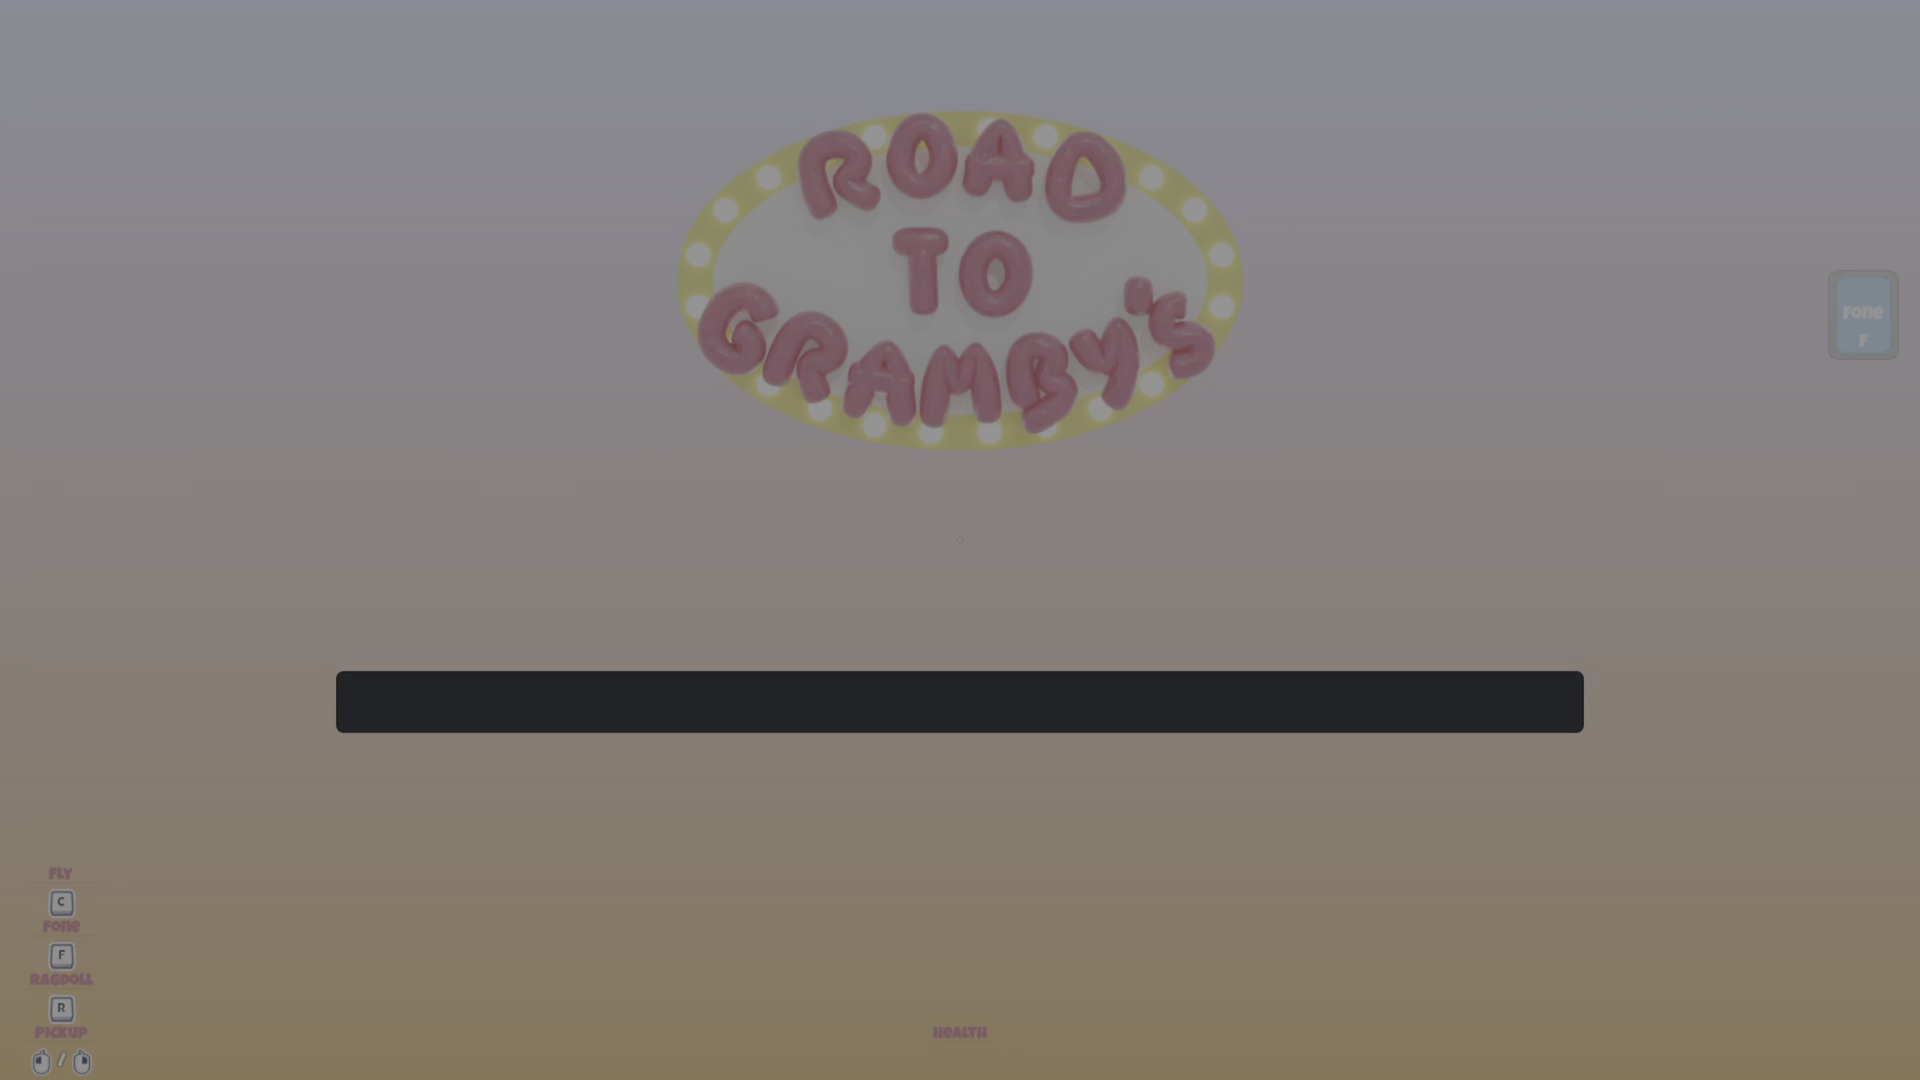 ROAD
TO
GRAMBY'S
Fone
F
FLY
C
Fone
F
RAGDOLL
R
PICKUP
/
HEALTH